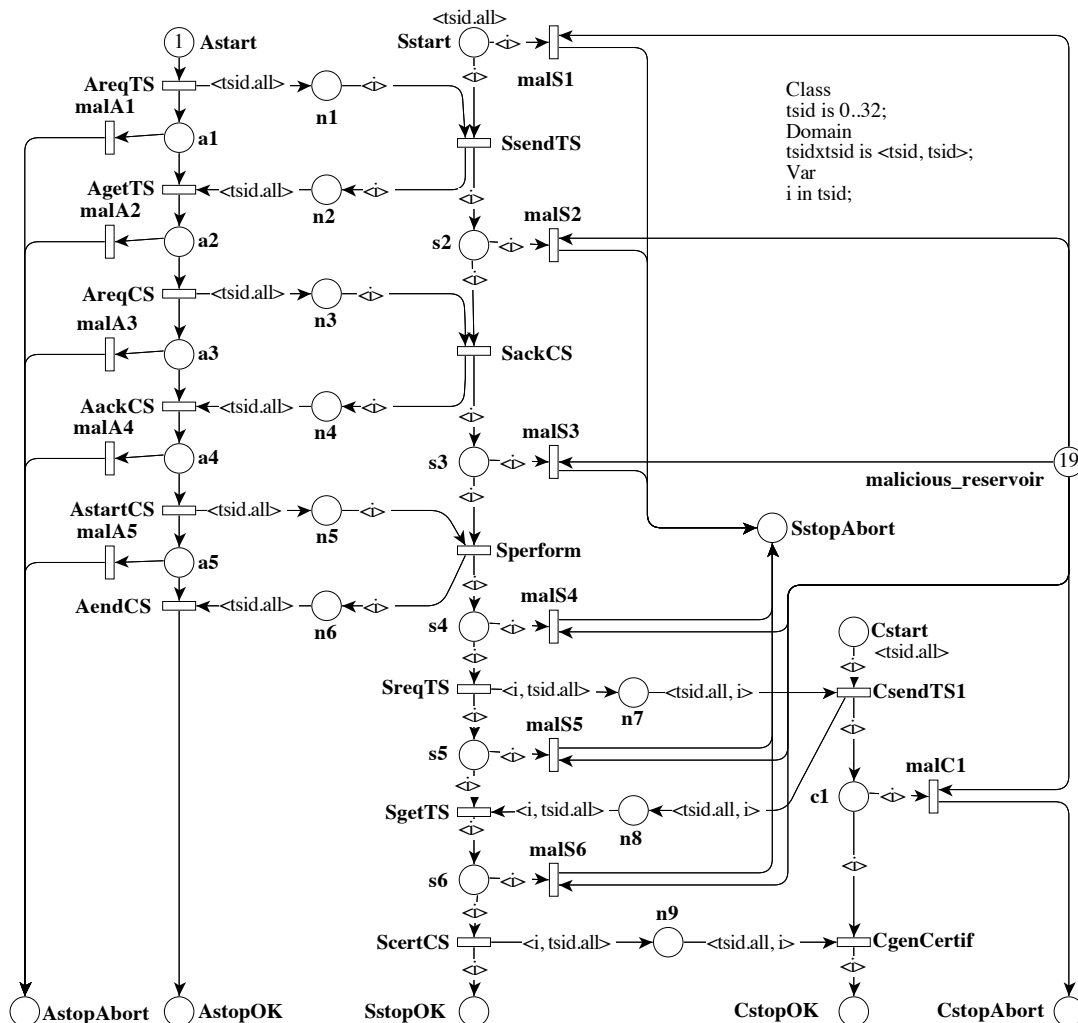 <tsid.all>
1 Astart
Sstart <i>
<i>
malS1
AreqTS <tsid.all> <i>
n1
malA1
a1
Class
tsid is 0..32;
Domain
tsidxtsid is <tsid, tsid>;
Var
i in tsid;
SsendTS
AgetTS <tsid.all> <i>
n2
<i>
malA2
malS2
a2
s2 <i>
<i>
AreqCS <tsid.all> <i>
n3
malA3
a3
SackCS
<i>
AackCS <tsid.all> <i>
n4
malA4
malS3
a4
s3 <i>
19
<i>
malicious_reservoir
AstartCS <tsid.all> <i>
n5
malA5
SstopAbort
Sperform
a5
<i>
AendCS <tsid.all> <i>
n6
malS4
s4 <i>
Cstart
<tsid.all>
<i>
<i>
SreqTS <i, tsid.all> <tsid.all, i> CsendTS1
n7
<i>
malS5
<i>
s5 <i>
malC1
<i>
c1 <i>
SgetTS <i, tsid.all> <tsid.all, i>
n8
<i>
malS6
<i>
s6 <i>
<i>
n9
ScertCS <i, tsid.all> <tsid.all, i> CgenCertif
<i>
<i>
AstopAbort AstopOK SstopOK CstopOK CstopAbort